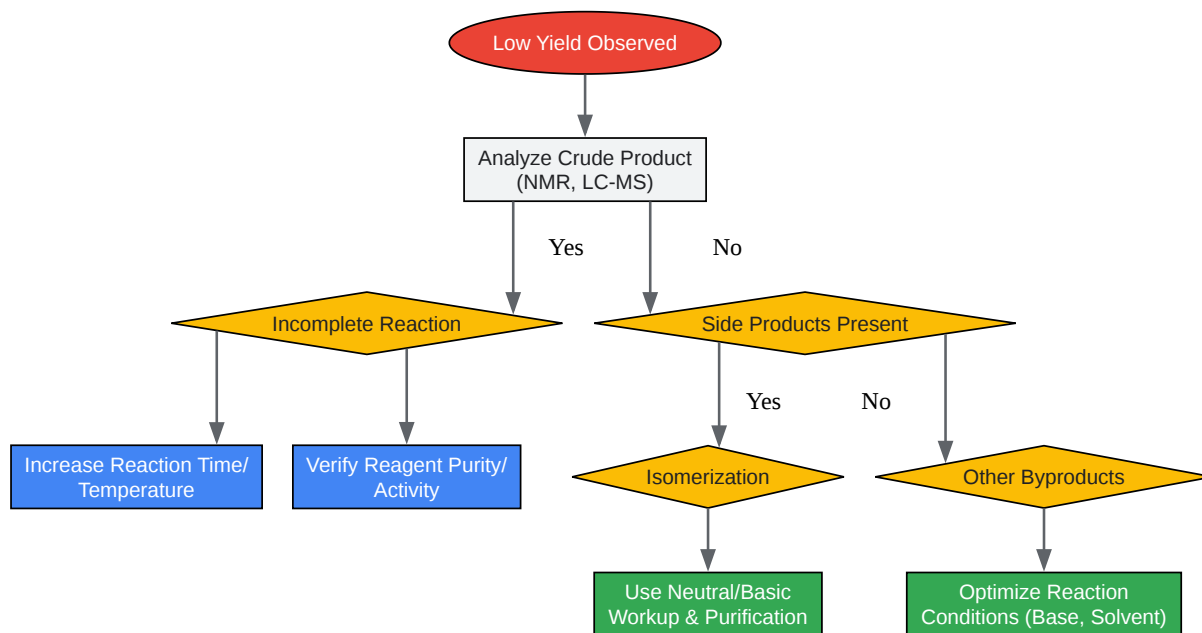 Low Yield Observed
Analyze Crude Product
(NMR, LC-MS)
Yes
No
Incomplete Reaction
Side Products Present
Yes
No
Increase Reaction Time/
Temperature
Verify Reagent Purity/
Activity
Isomerization
Other Byproducts
Use Neutral/Basic
Workup & Purification
Optimize Reaction
Conditions (Base, Solvent)